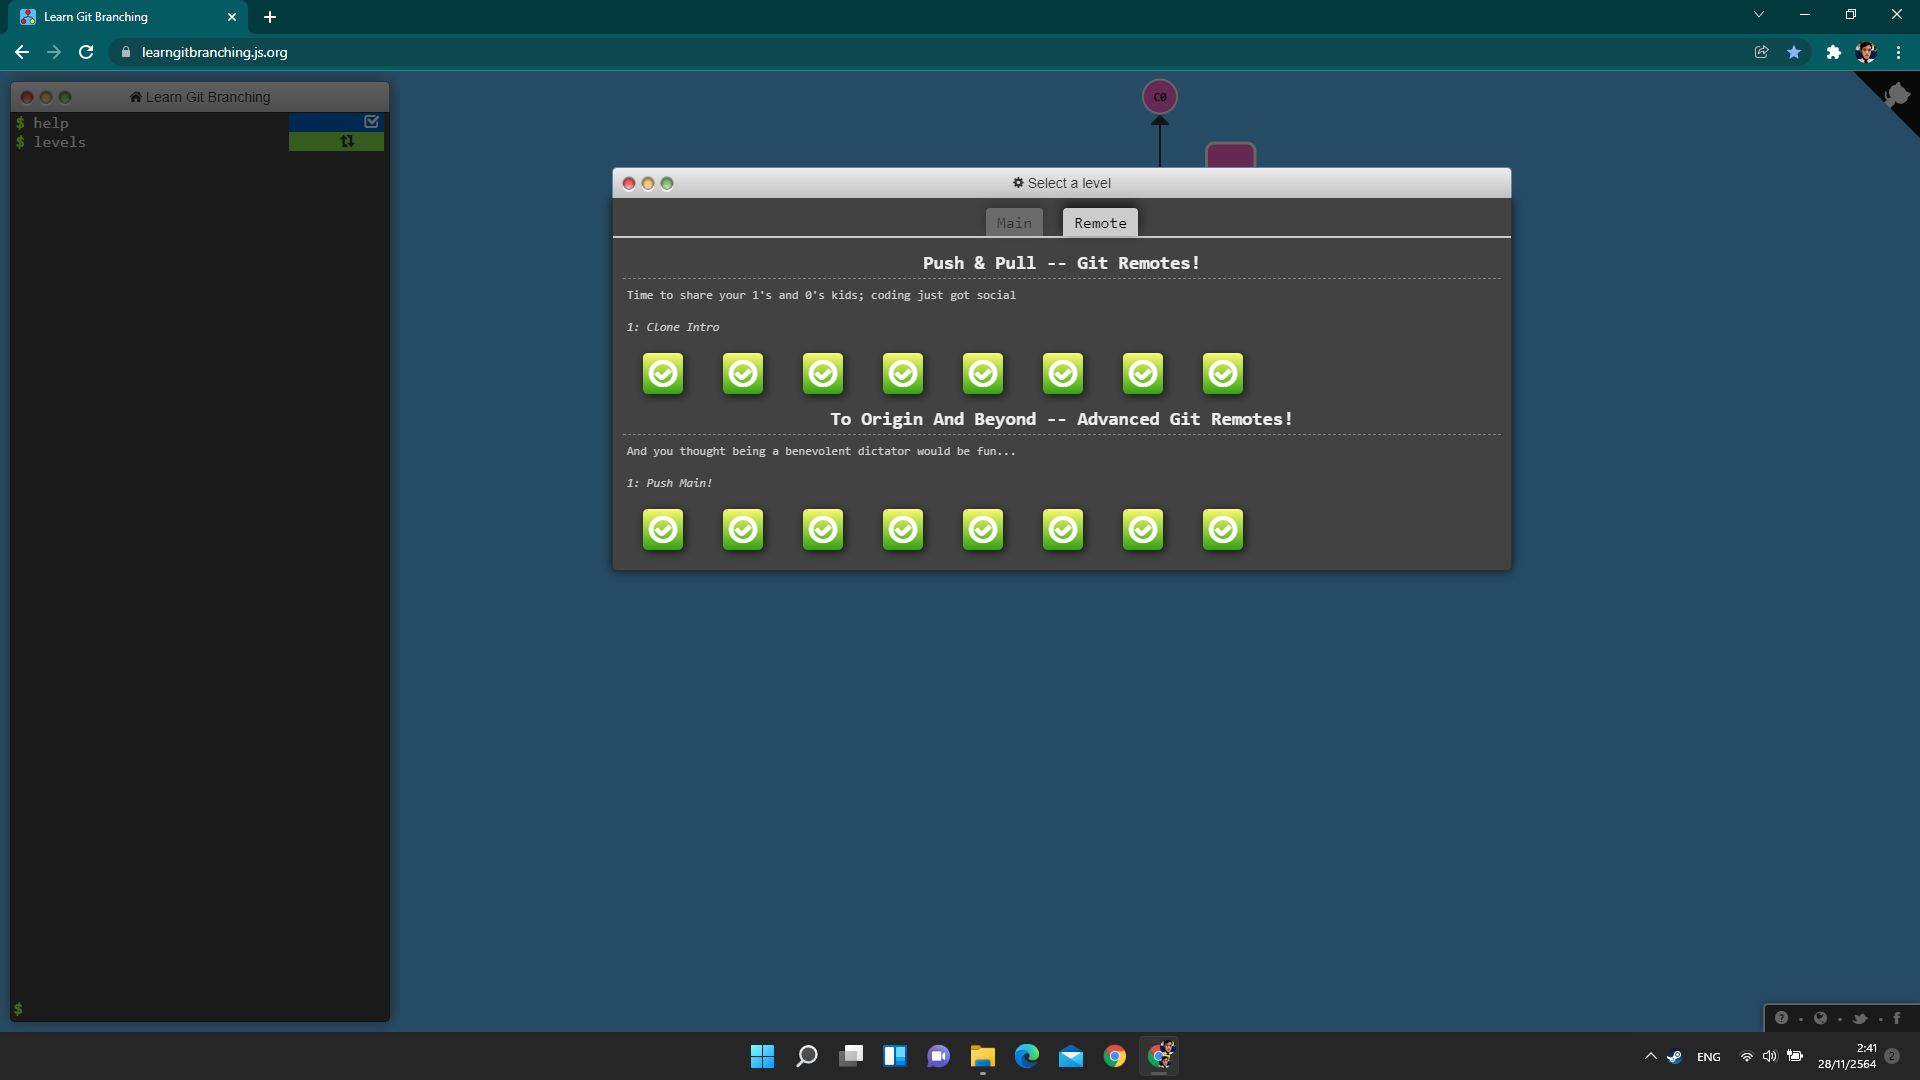 Learn Git Branching
learngitbranching.js.org
Learn Git Branching
$ help
$ levels
$
C0
Select a level
Main
Remote
Push & Pull -- Git Remotes!
Time to share your 1's and 0's kids; coding just got social
1: Clone Intro
To Origin And Beyond -- Advanced Git Remotes!
And you thought being a benevolent dictator would be fun...
1: Push Main!
ENG
2:41
28/11/2564
2